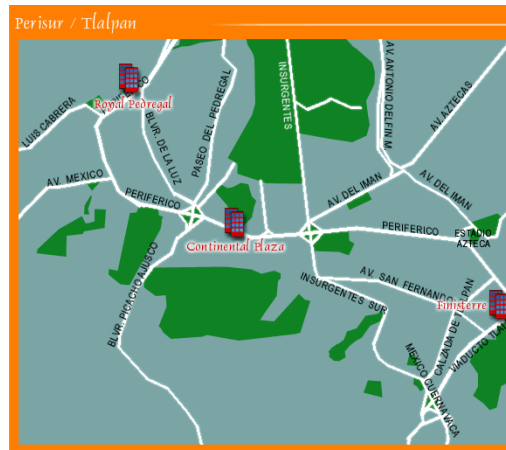 Perisur / Tlalpan
Royal Pedregal
LUIS CABRERA
BLVR. DE LA LUZ
PASEO DEL PEDREGAL
INSURGENTES
AV. ANTONIO DELFIN M.
AV. AZTECAS
AV. MEXICO
PERIFERICO
AV. DEL IMAN
AV. DEL IMAN
Continental Plaza
PERIFERICO
ESTADIO
AZTECA
BLVR. PICACHO AJUSCO
INSURGENTES SUR
AV. SAN FERNANDO
Finisterre
CALZADA DE TLALPAN
VIADUCTO TLAL
MEXICO CUERNAVACA